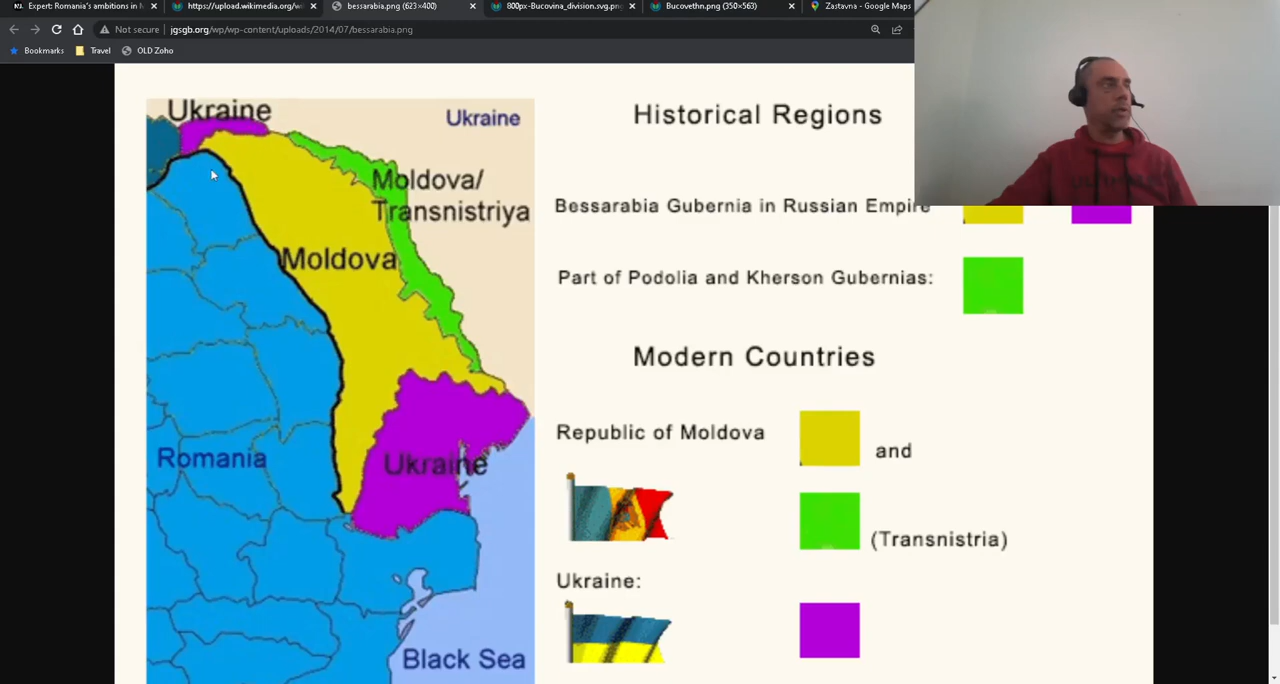 Expert: Romania's ambitions in M
https://upload.wikimedia.org/w
bessarabia.png (623×400)
800px-Bucovina_division.svg.png
Bucovethn.png (350×563)
Zastavna - Google Maps
Not secure
jgsgb.org/wp/wp-content/uploads/2014/07/bessarabia.png
Bookmarks
Travel
OLD Zoho
Ukraine
Ukraine
Moldova/
Transnistriya
Moldova
Ukraine
Romania
Black Sea
Historical Regions
Bessarabia Gubernia in Russian Empire
Part of Podolia and Kherson Gubernias:
Modern Countries
Republic of Moldova
and
(Transnistria)
Ukraine: